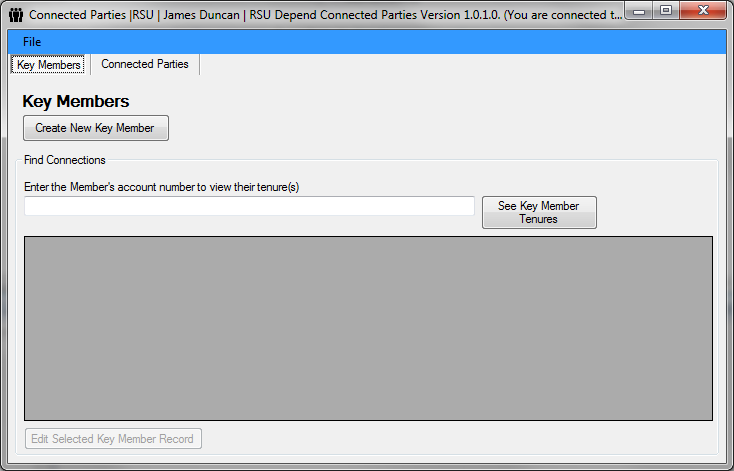 Connected Parties |RSU | James Duncan | RSU Depend Connected Parties Version 1.0.1.0. (You are connected t...
File
Key Members
Connected Parties
Key Members
Create New Key Member
Find Connections
Enter the Member's account number to view their tenure(s)
See Key Member
Tenures
Edit Selected Key Member Record